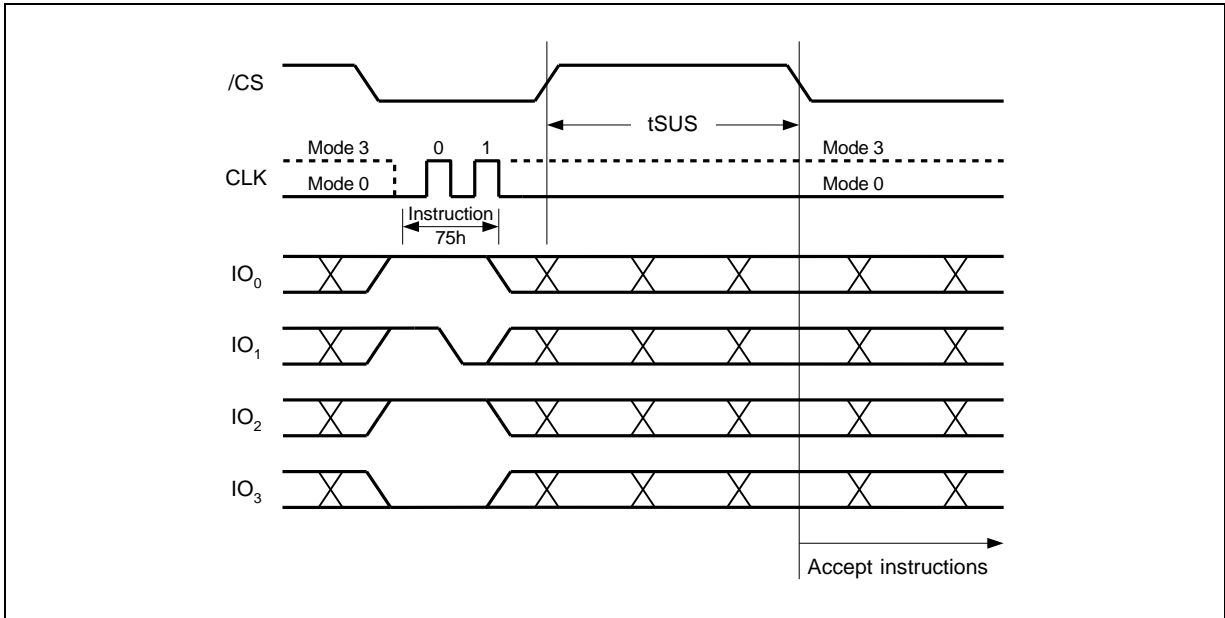 /CS
tSUS
Mode 3 0 1 Mode 3
CLK
Mode 0 Mode 0
Instruction
75h
IO0
IO1
IO2
IO3
Accept instructions